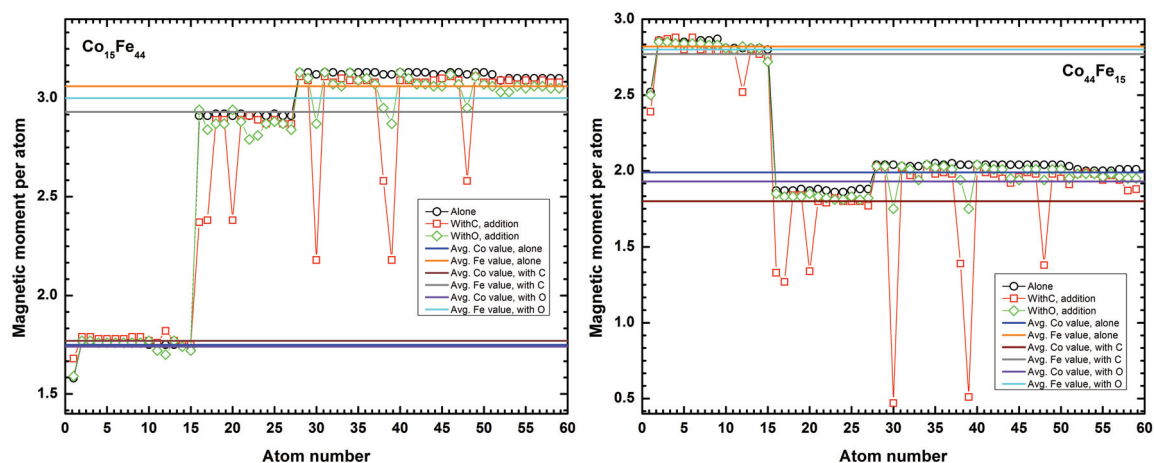 Co15Fe44
Magnetic moment per atom
3.0
2.5
2.0
1.5
Alone
WithC, addition
WithO, addition
Avg. Co value, alone
Avg. Fe value, alone
Avg. Co value, with C
Avg. Fe value, with C
Avg. Co value, with O
Avg. Fe value, with O
0 5 10 15 20 25 30 35 40 45 50 55 60
Atom number
Co44Fe15
Magnetic moment per atom
3.0
2.5
2.0
1.5
1.0
0.5
Alone
WithC, addition
WithO, addition
Avg. Co value, alone
Avg. Fe value, alone
Avg. Co value, with C
Avg. Fe value, with C
Avg. Co value, with O
Avg. Fe value, with O
0 5 10 15 20 25 30 35 40 45 50 55 60
Atom number